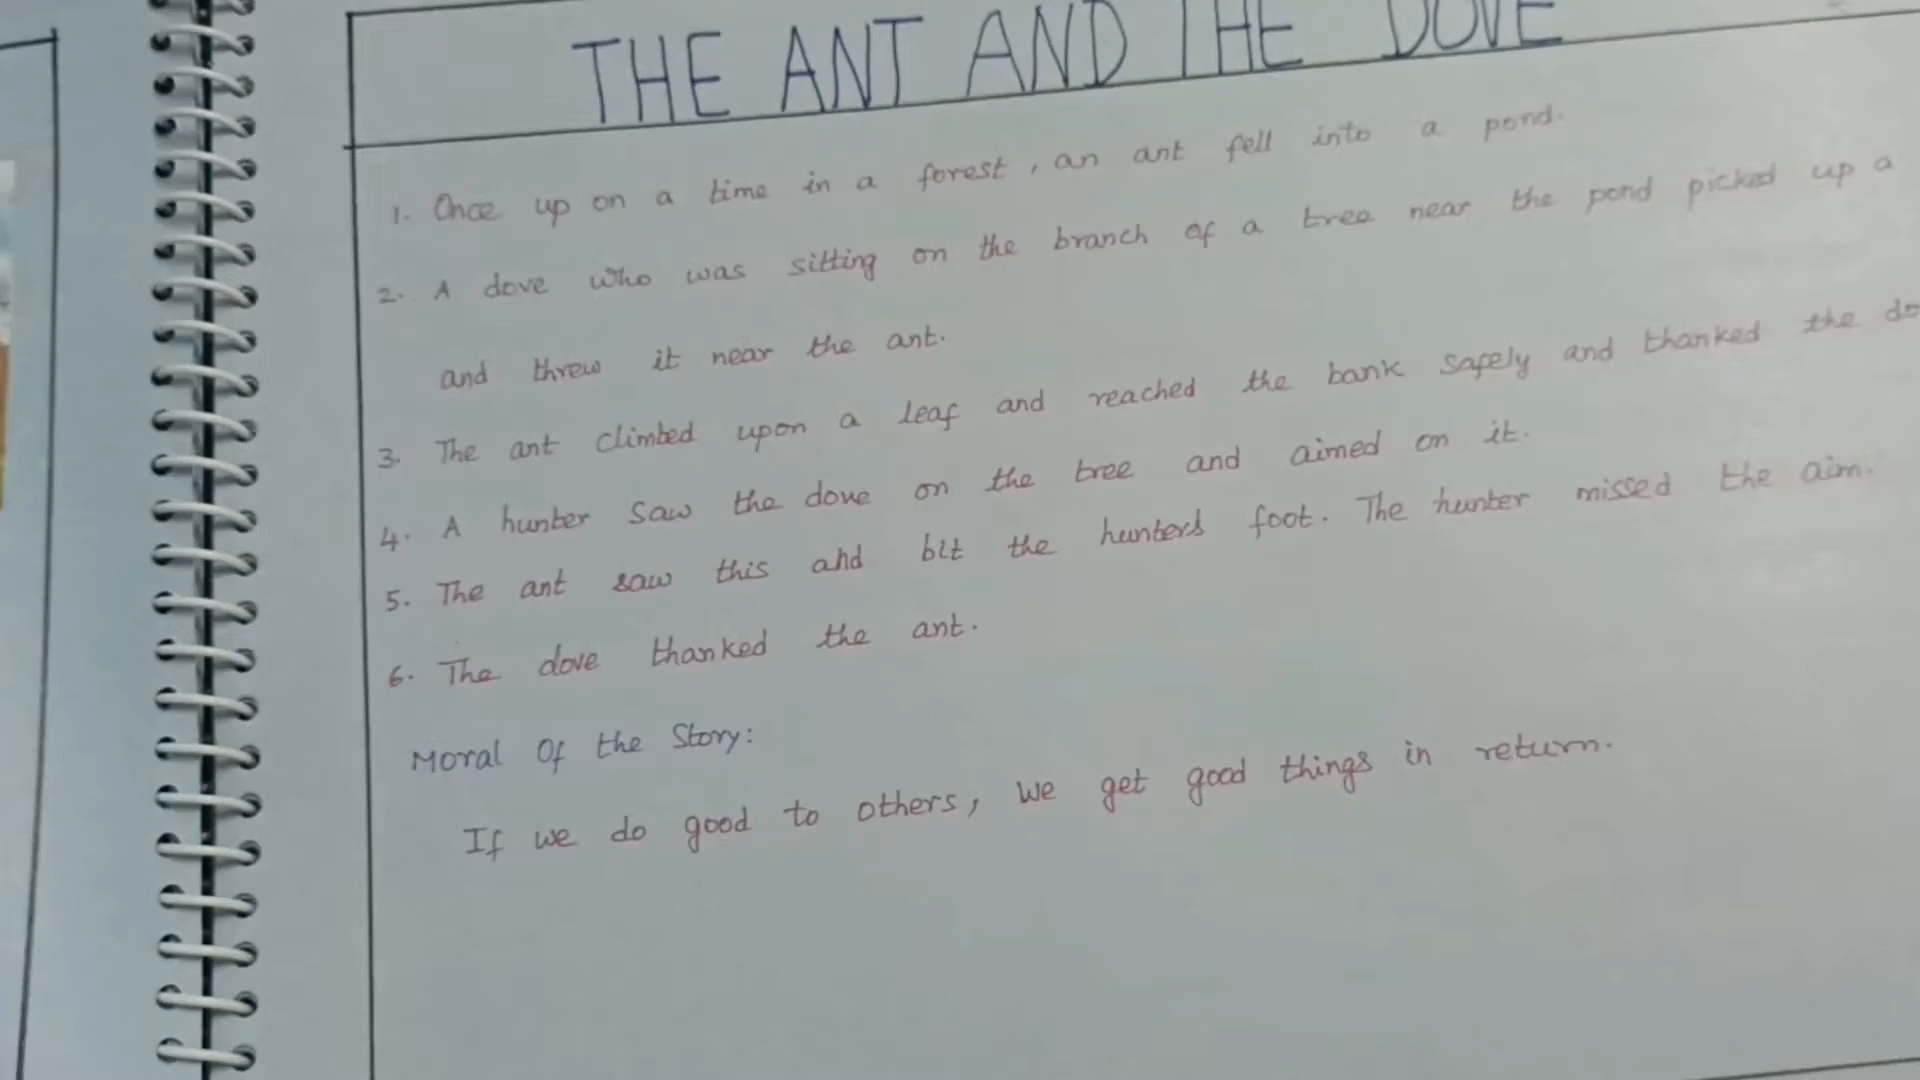 THE ANT AND THE DOVE
1. Once up on a time in a forest, an ant fell into a pond.
2. A dove who was sitting on the branch of a tree near the pond picked up a
and threw it near the ant.
3. The ant climbed upon a leaf and reached the bank safely and thanked the
4. A hunter saw the dove on the tree and aimed on it.
5. The ant saw this and bit the hunters foot. The hunter missed the aim.
6. The dove thanked the ant.
Moral Of the Story:
If we do good to others, we get good things in return.